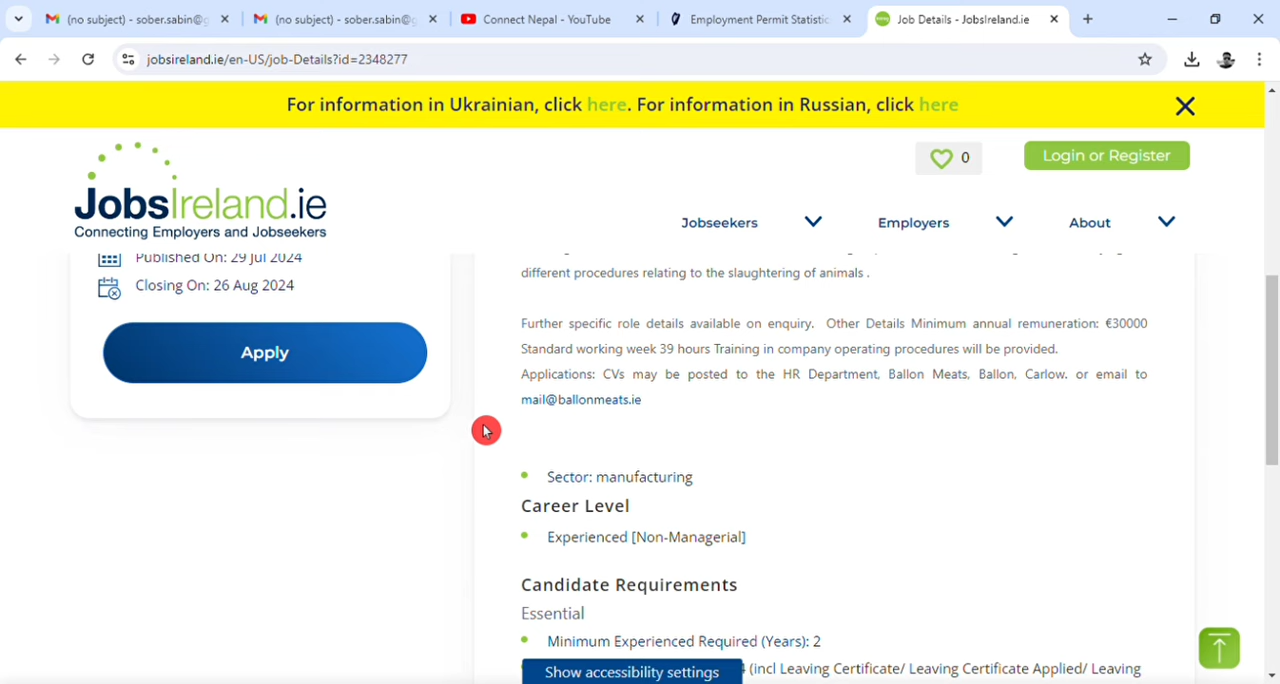 (no subject) - sober.sabin@g
(no subject) - sober.sabin@g
Connect Nepal - YouTube
Employment Permit Statistic
Job Details - JobsIreland.ie
jobsireland.ie/en-US/job-Details?id=2348277
For information in Ukrainian, click here. For information in Russian, click here
0
Login or Register
JobsIreland.ie
Connecting Employers and Jobseekers
Jobseekers
Employers
About
Published On: 29 Jul 2024
Closing On: 26 Aug 2024
Apply
different procedures relating to the slaughtering of animals .
Further specific role details available on enquiry. Other Details Minimum annual remuneration: €30000
Standard working week 39 hours Training in company operating procedures will be provided.
Applications: CVs may be posted to the HR Department, Ballon Meats, Ballon, Carlow. or email to
mail@ballonmeats.ie
Sector: manufacturing
Career Level
Experienced [Non-Managerial]
Candidate Requirements
Essential
Minimum Experienced Required (Years): 2
(incl Leaving Certificate/ Leaving Certificate Applied/ Leaving
Show accessibility settings